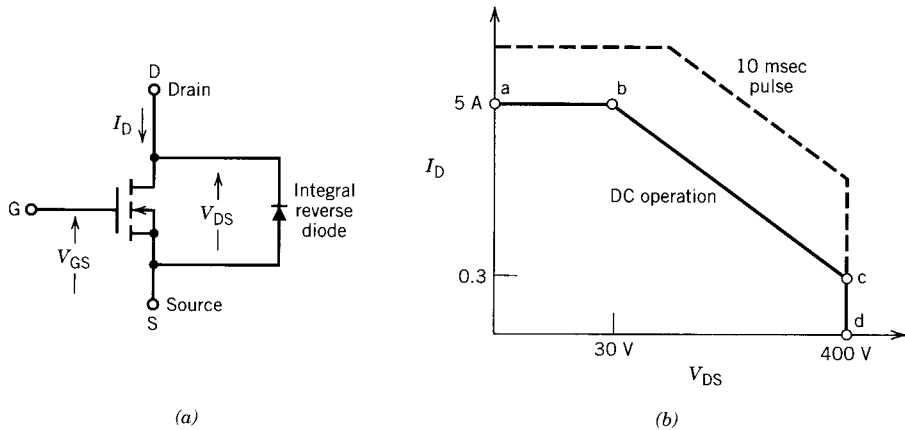 D
Drain
I_D
G
V_GS
V_DS
Integral
reverse
diode
Source
S
(a)
10 msec
pulse
a
b
5 A
I_D
DC operation
0.3
c
d
30 V
400 V
V_DS
(b)